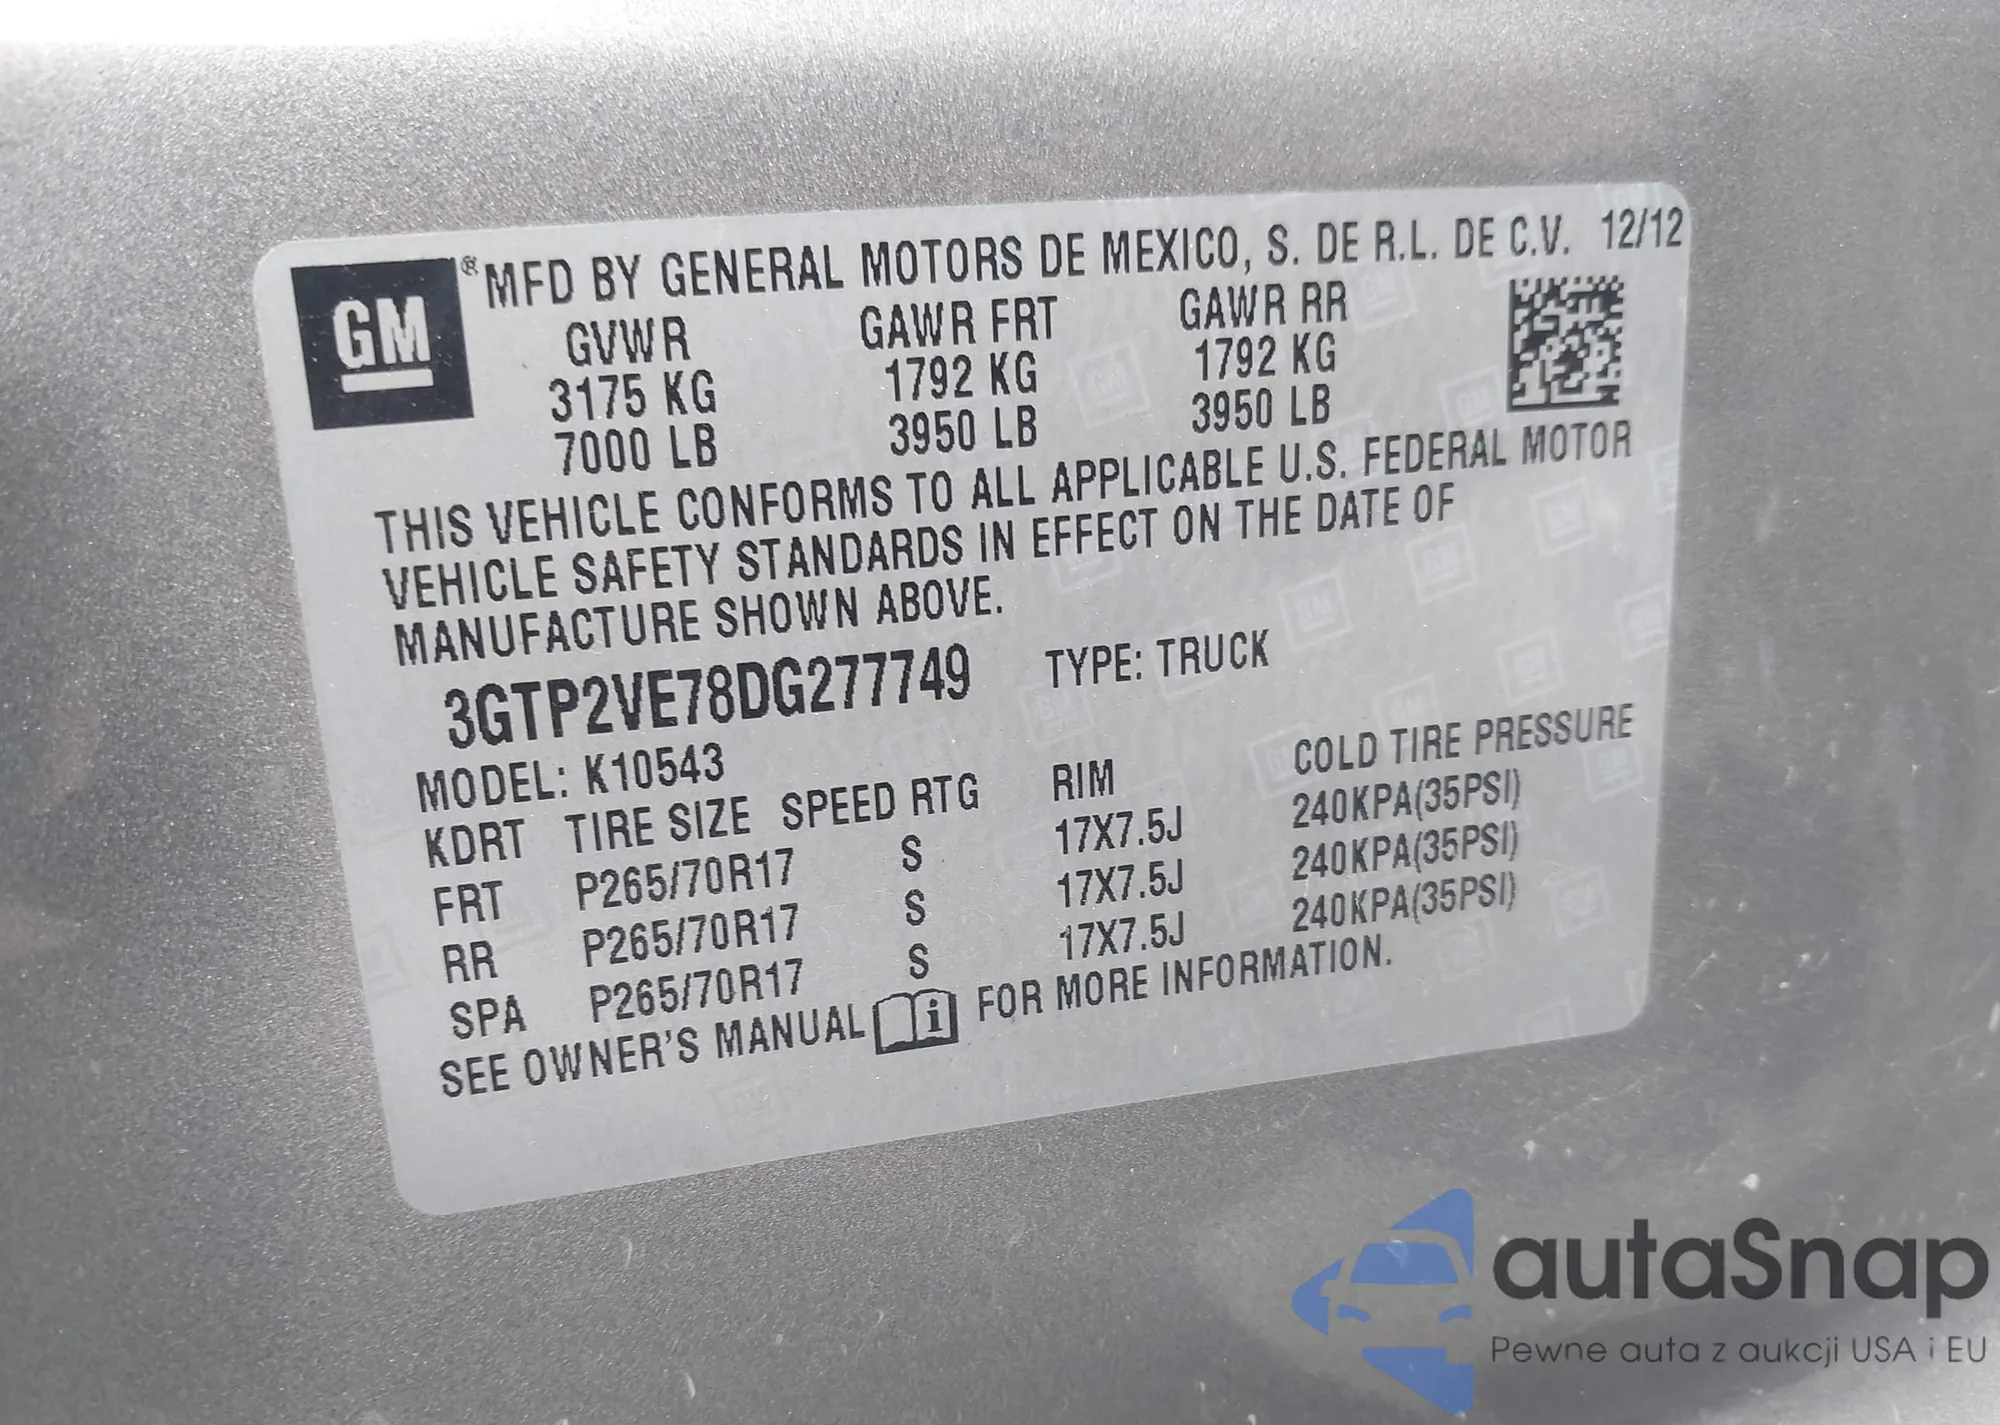 GM
® MFD BY GENERAL MOTORS DE MEXICO, S. DE R.L. DE C.V. 12/12
GVWR GAWR FRT GAWR RR
3175 KG 1792 KG 1792 KG
7000 LB 3950 LB 3950 LB
THIS VEHICLE CONFORMS TO ALL APPLICABLE U.S. FEDERAL MOTOR
VEHICLE SAFETY STANDARDS IN EFFECT ON THE DATE OF
MANUFACTURE SHOWN ABOVE.
3GTP2VE78DG277749 TYPE: TRUCK
MODEL: K10543
KDRT TIRE SIZE SPEED RTG RIM COLD TIRE PRESSURE
FRT P265/70R17 S 17X7.5J 240KPA(35PSI)
RR P265/70R17 S 17X7.5J 240KPA(35PSI)
SPA P265/70R17 S 17X7.5J 240KPA(35PSI)
SEE OWNER'S MANUAL i FOR MORE INFORMATION.
autaSnap
Pewne auta z aukcji USA i EU